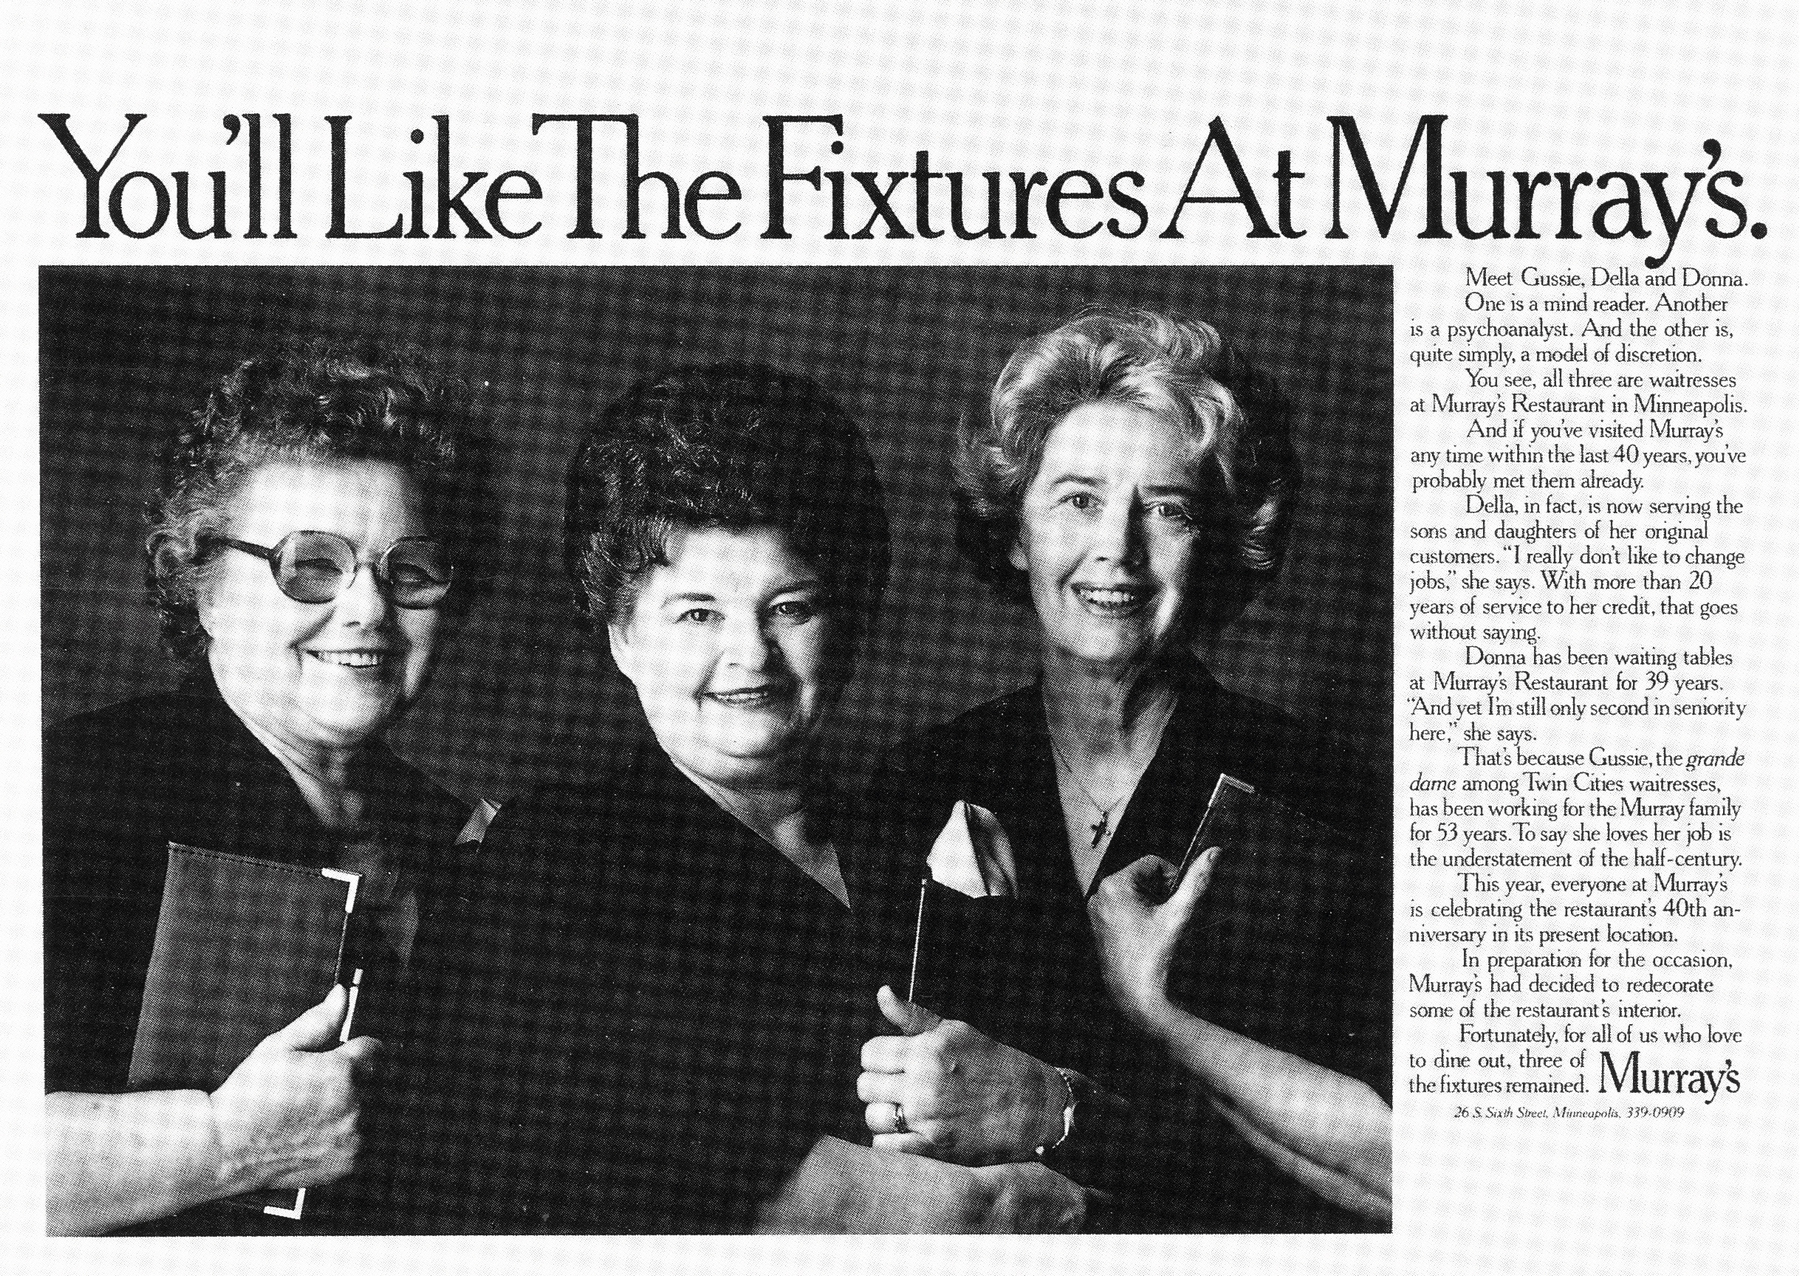 You'll Like The Fixtures At Murray's.
Meet Gussie, Della and Donna.
One is a mind reader. Another
is a psychoanalyst. And the other is,
quite simply, a model of discretion.
You see, all three are waitresses
at Murray's Restaurant in Minneapolis.
And if you've visited Murray's
any time within the last 40 years, you've
probably met them already.
Della, in fact, is now serving the
sons and daughters of her original
customers. "I really don't like to change
jobs," she says. With more than 20
years of service to her credit, that goes
without saying.
Donna has been waiting tables
at Murray's Restaurant for 39 years.
"And yet I'm still only second in seniority
here," she says.
That's because Gussie, the grande
dame among Twin Cities waitresses,
has been working for the Murray family
for 53 years. To say she loves her job is
the understatement of the half-century.
This year, everyone at Murray's
is celebrating the restaurant's 40th an-
niversary in its present location.
In preparation for the occasion,
Murray's had decided to redecorate
some of the restaurant's interior.
Fortunately, for all of us who love
to dine out, three of
the fixtures remained.
Murray's
26 S. Sixth Street, Minneapolis, 339-0909